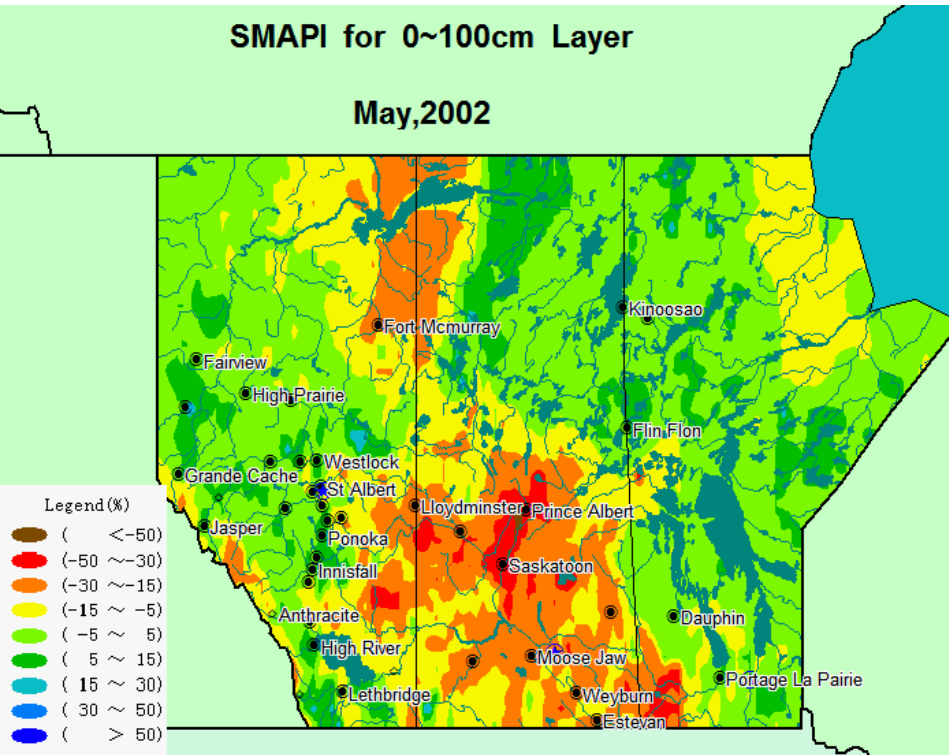 SMAPI for 0~100cm Layer
May,2002
Kinoosao
Fort Mcmurray
Fairview
High Prairie
Flin Flon
Westlock
Grande Cache
St Albert
Lloydminster
Prince Albert
Jasper
Ponoka
Saskatoon
Innisfall
Anthracite
Dauphin
High River
Moose Jaw
Portage La Pairie
Lethbridge
Weyburn
Estevan
Legend(%)
( <-50)
(-50 ~-30)
(-30 ~-15)
(-15 ~ -5)
( -5 ~ 5)
( 5 ~ 15)
( 15 ~ 30)
( 30 ~ 50)
( > 50)